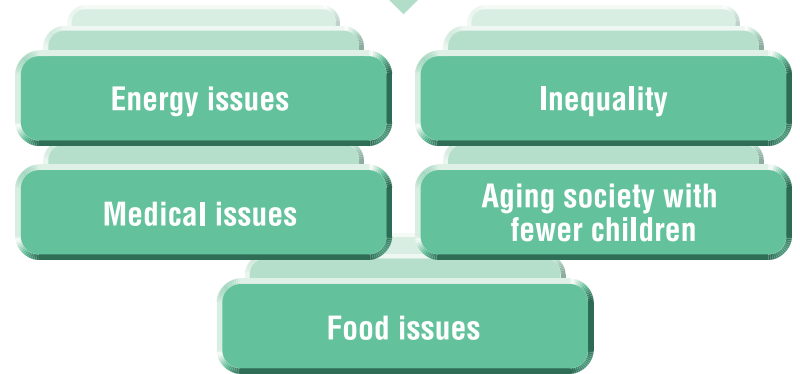 Energy issues
Inequality
Medical issues
Aging society with
fewer children
Food issues